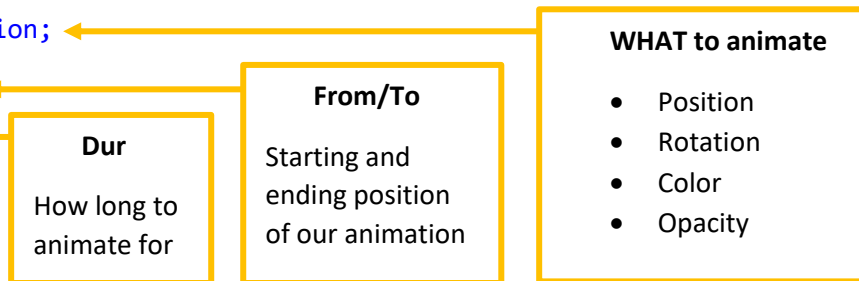 ion;
WHAT to animate
• Position
• Rotation
• Color
• Opacity
From/To
Starting and
ending position
of our animation
Dur
How long to
animate for